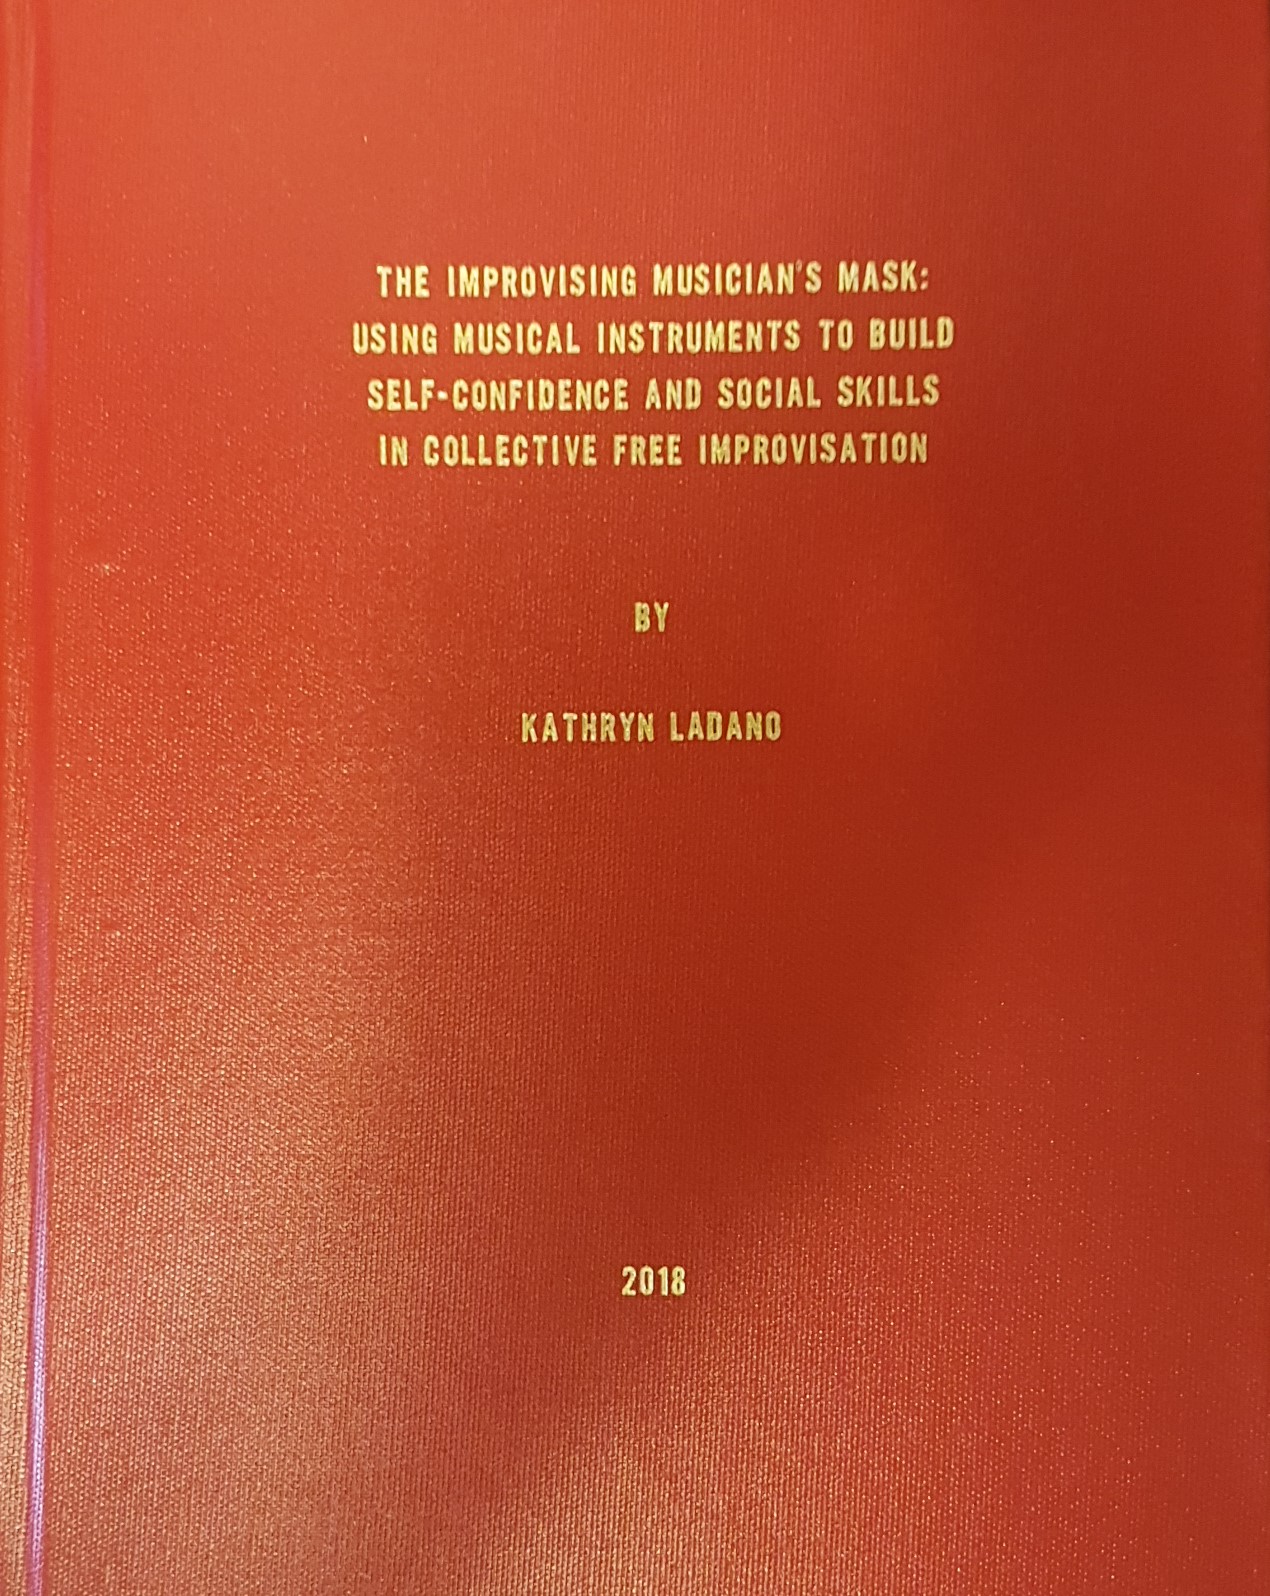 THE IMPROVISING MUSICIAN'S MASK:
USING MUSICAL INSTRUMENTS TO BUILD
SELF-CONFIDENCE AND SOCIAL SKILLS
IN COLLECTIVE FREE IMPROVISATION
BY
KATHRYN LADANO
2018